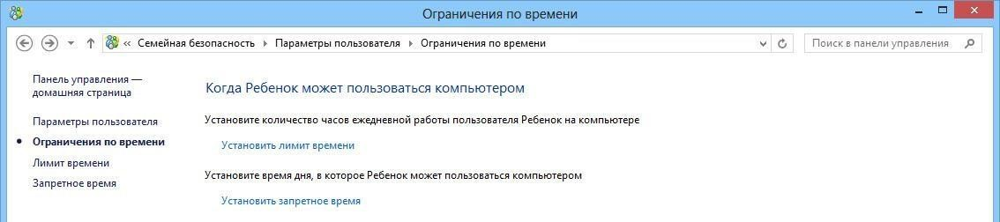 Ограничения по времени
« Семейная безопасность Параметры пользователя Ограничения по времени
Поиск в панели управления
Панель управления —
домашняя страница
Параметры пользователя
Ограничения по времени
Лимит времени
Запретное время
Когда Ребенок может пользоваться компьютером
Установите количество часов ежедневной работы пользователя Ребенок на компьютере
Установить лимит времени
Установите время дня, в которое Ребенок может пользоваться компьютером
Установить запретное время